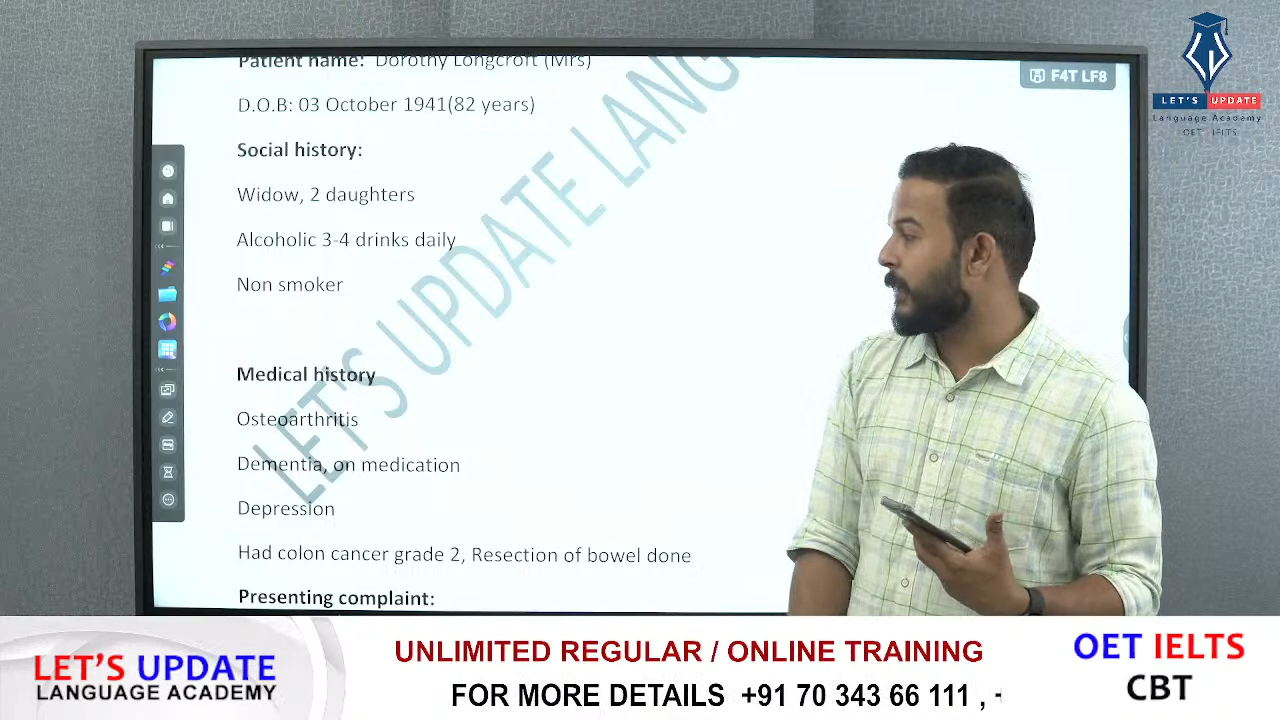 Patient name: Dorothy Longcroft (Mrs)
D.O.B: 03 October 1941(82 years)
Social history:
Widow, 2 daughters
Alcoholic 3-4 drinks daily
Non smoker
Medical history
Osteoarthritis
Dementia, on medication
Depression
Had colon cancer grade 2, Resection of bowel done
Presenting complaint:
LET'S UPDATE LANG
F4T LF8
LET'S UPDATE
Language Academy
OET - IELTS
LET'S UPDATE
LANGUAGE ACADEMY
UNLIMITED REGULAR / ONLINE TRAINING
FOR MORE DETAILS +91 70 343 66 111 ,
OET IELTS
CBT